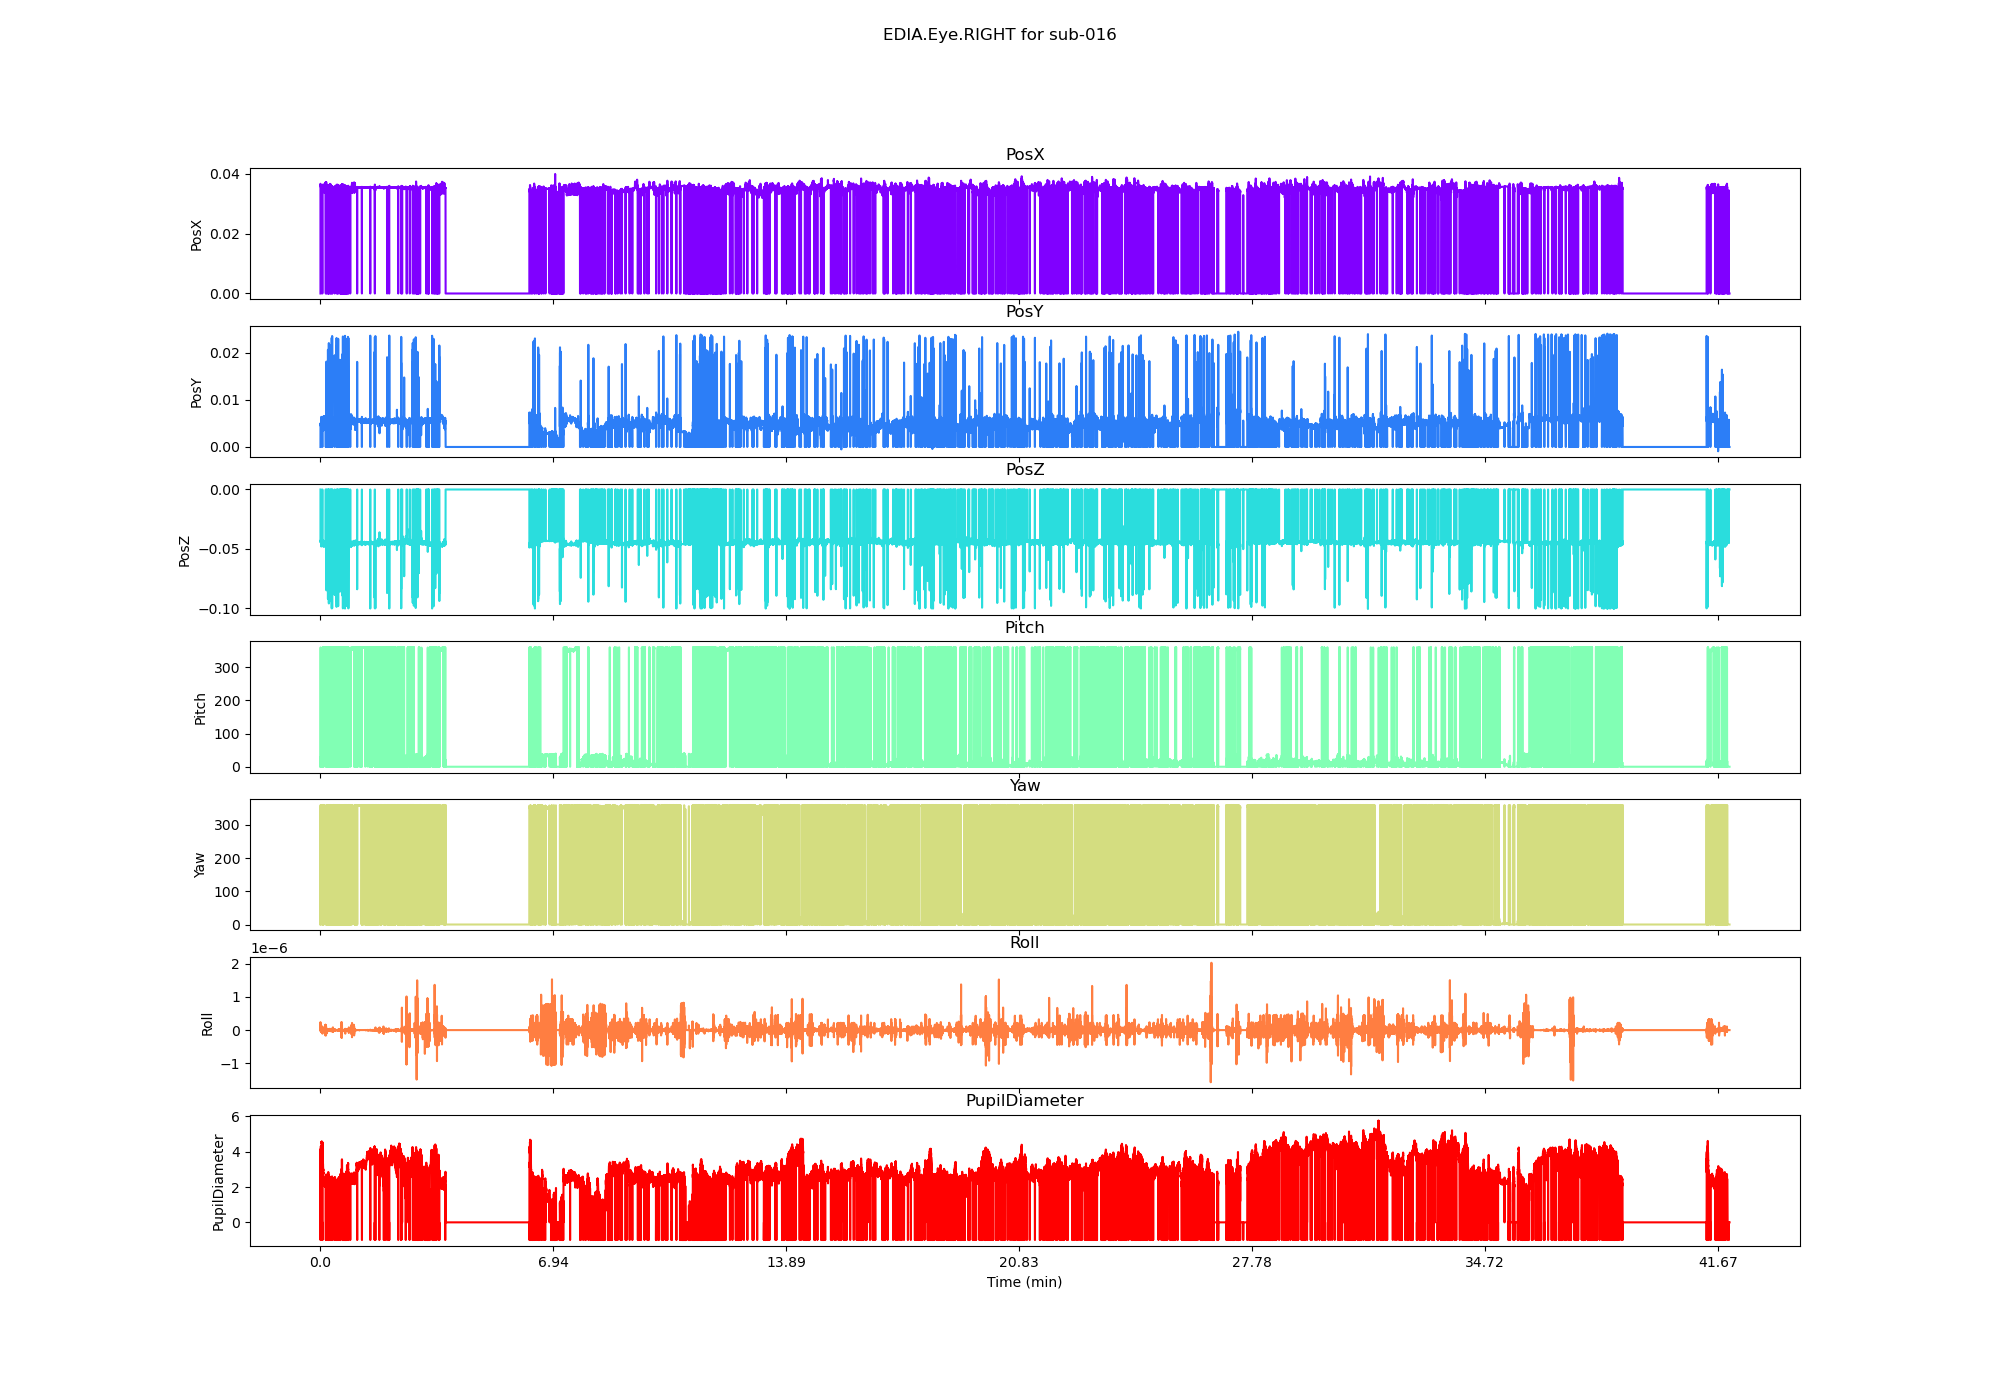 EDIA.Eye.RIGHT for sub-016
PosX
0.04
0.02
0.00
PosX
PosY
0.02
0.01
0.00
PosY
PosZ
0.00
−0.05
−0.10
PosZ
Pitch
300
200
100
0
Pitch
Yaw
300
200
100
0
Yaw
1e−6
Roll
2
1
0
−1
Roll
PupilDiameter
6
4
2
0
PupilDiameter
0.0 6.94 13.89 20.83 27.78 34.72 41.67
Time (min)